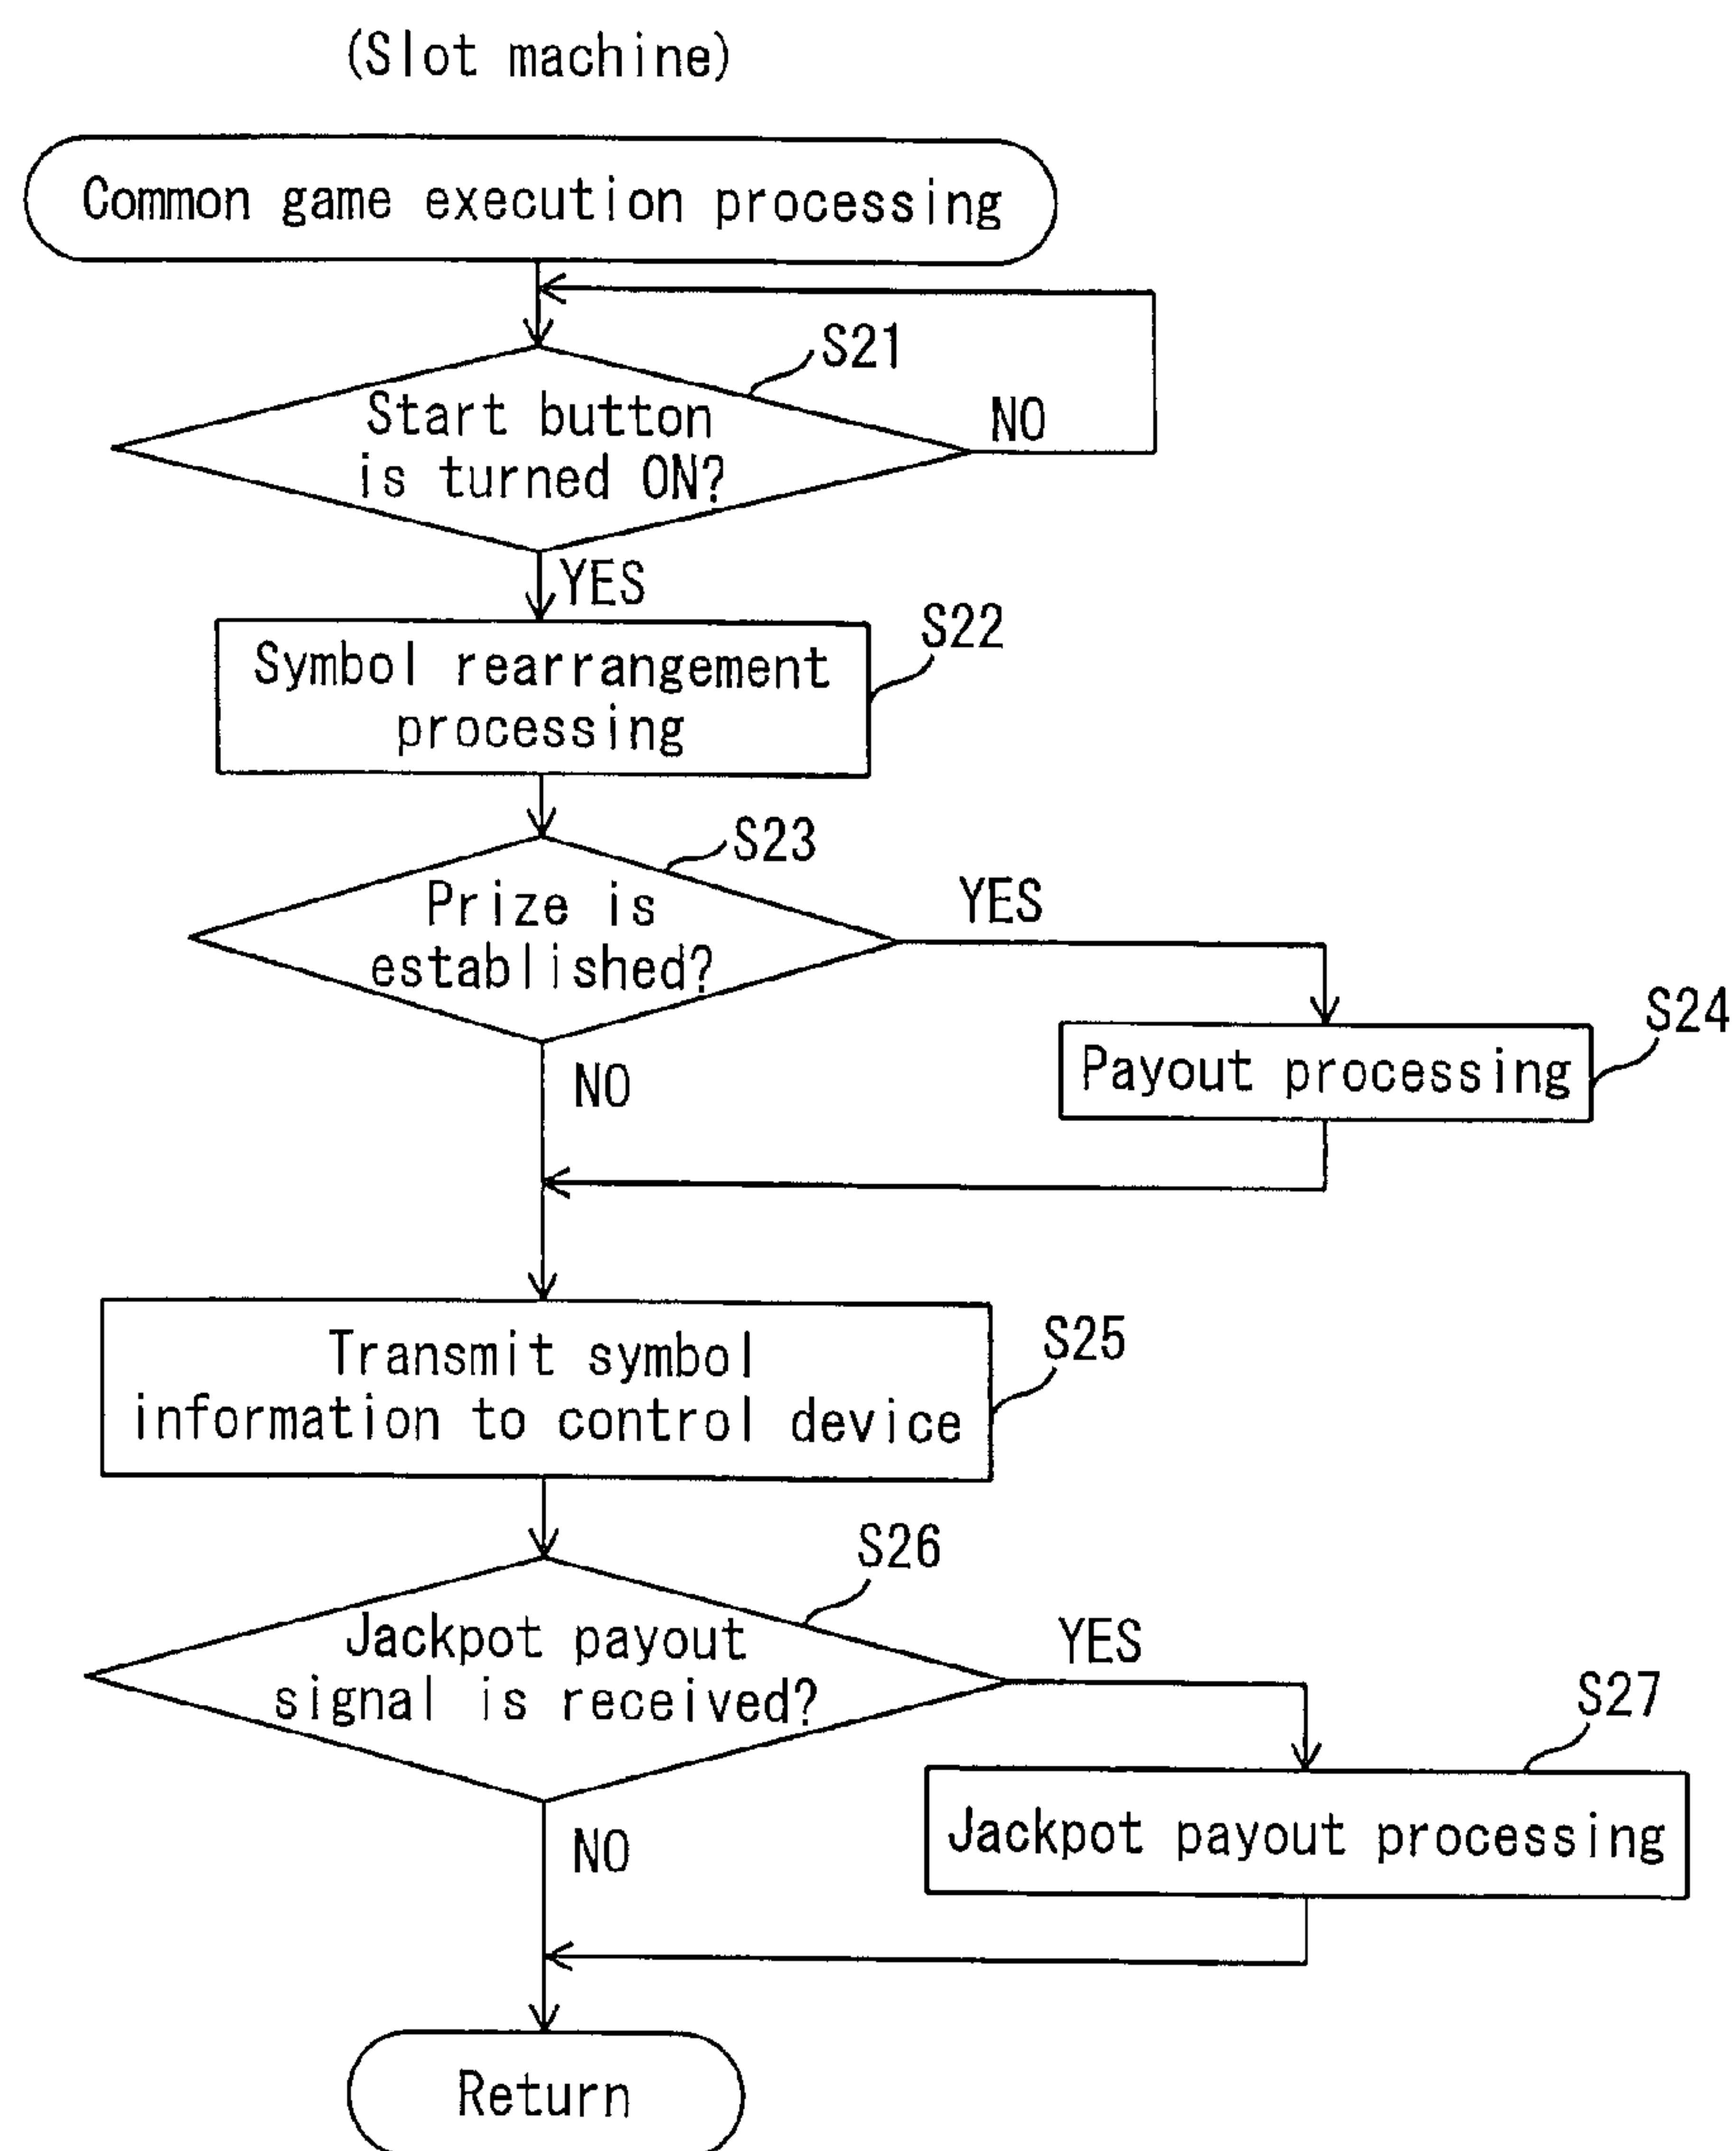 (Slot machine)
Common game execution processing
S21
Start button
is turned ON?
NO
YES
S22
Symbol rearrangement
processing
S23
Prize is
established?
YES
S24
Payout processing
NO
S25
Transmit symbol
information to control device
S26
Jackpot payout
signal is received?
YES
S27
Jackpot payout processing
NO
Return